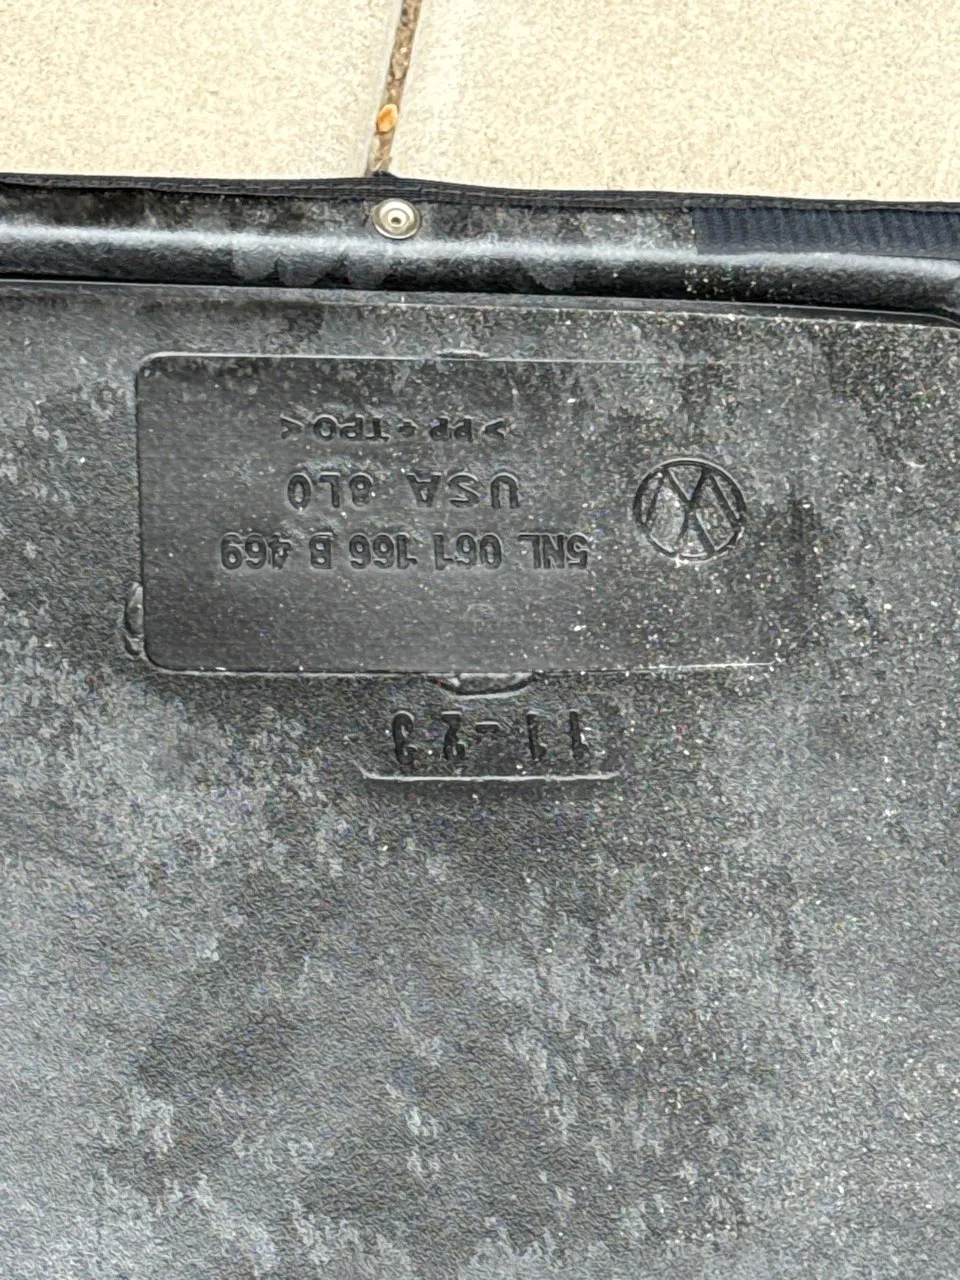 11-23
5NL 061 166 B 469
USA 8L0
>PP + TPO<